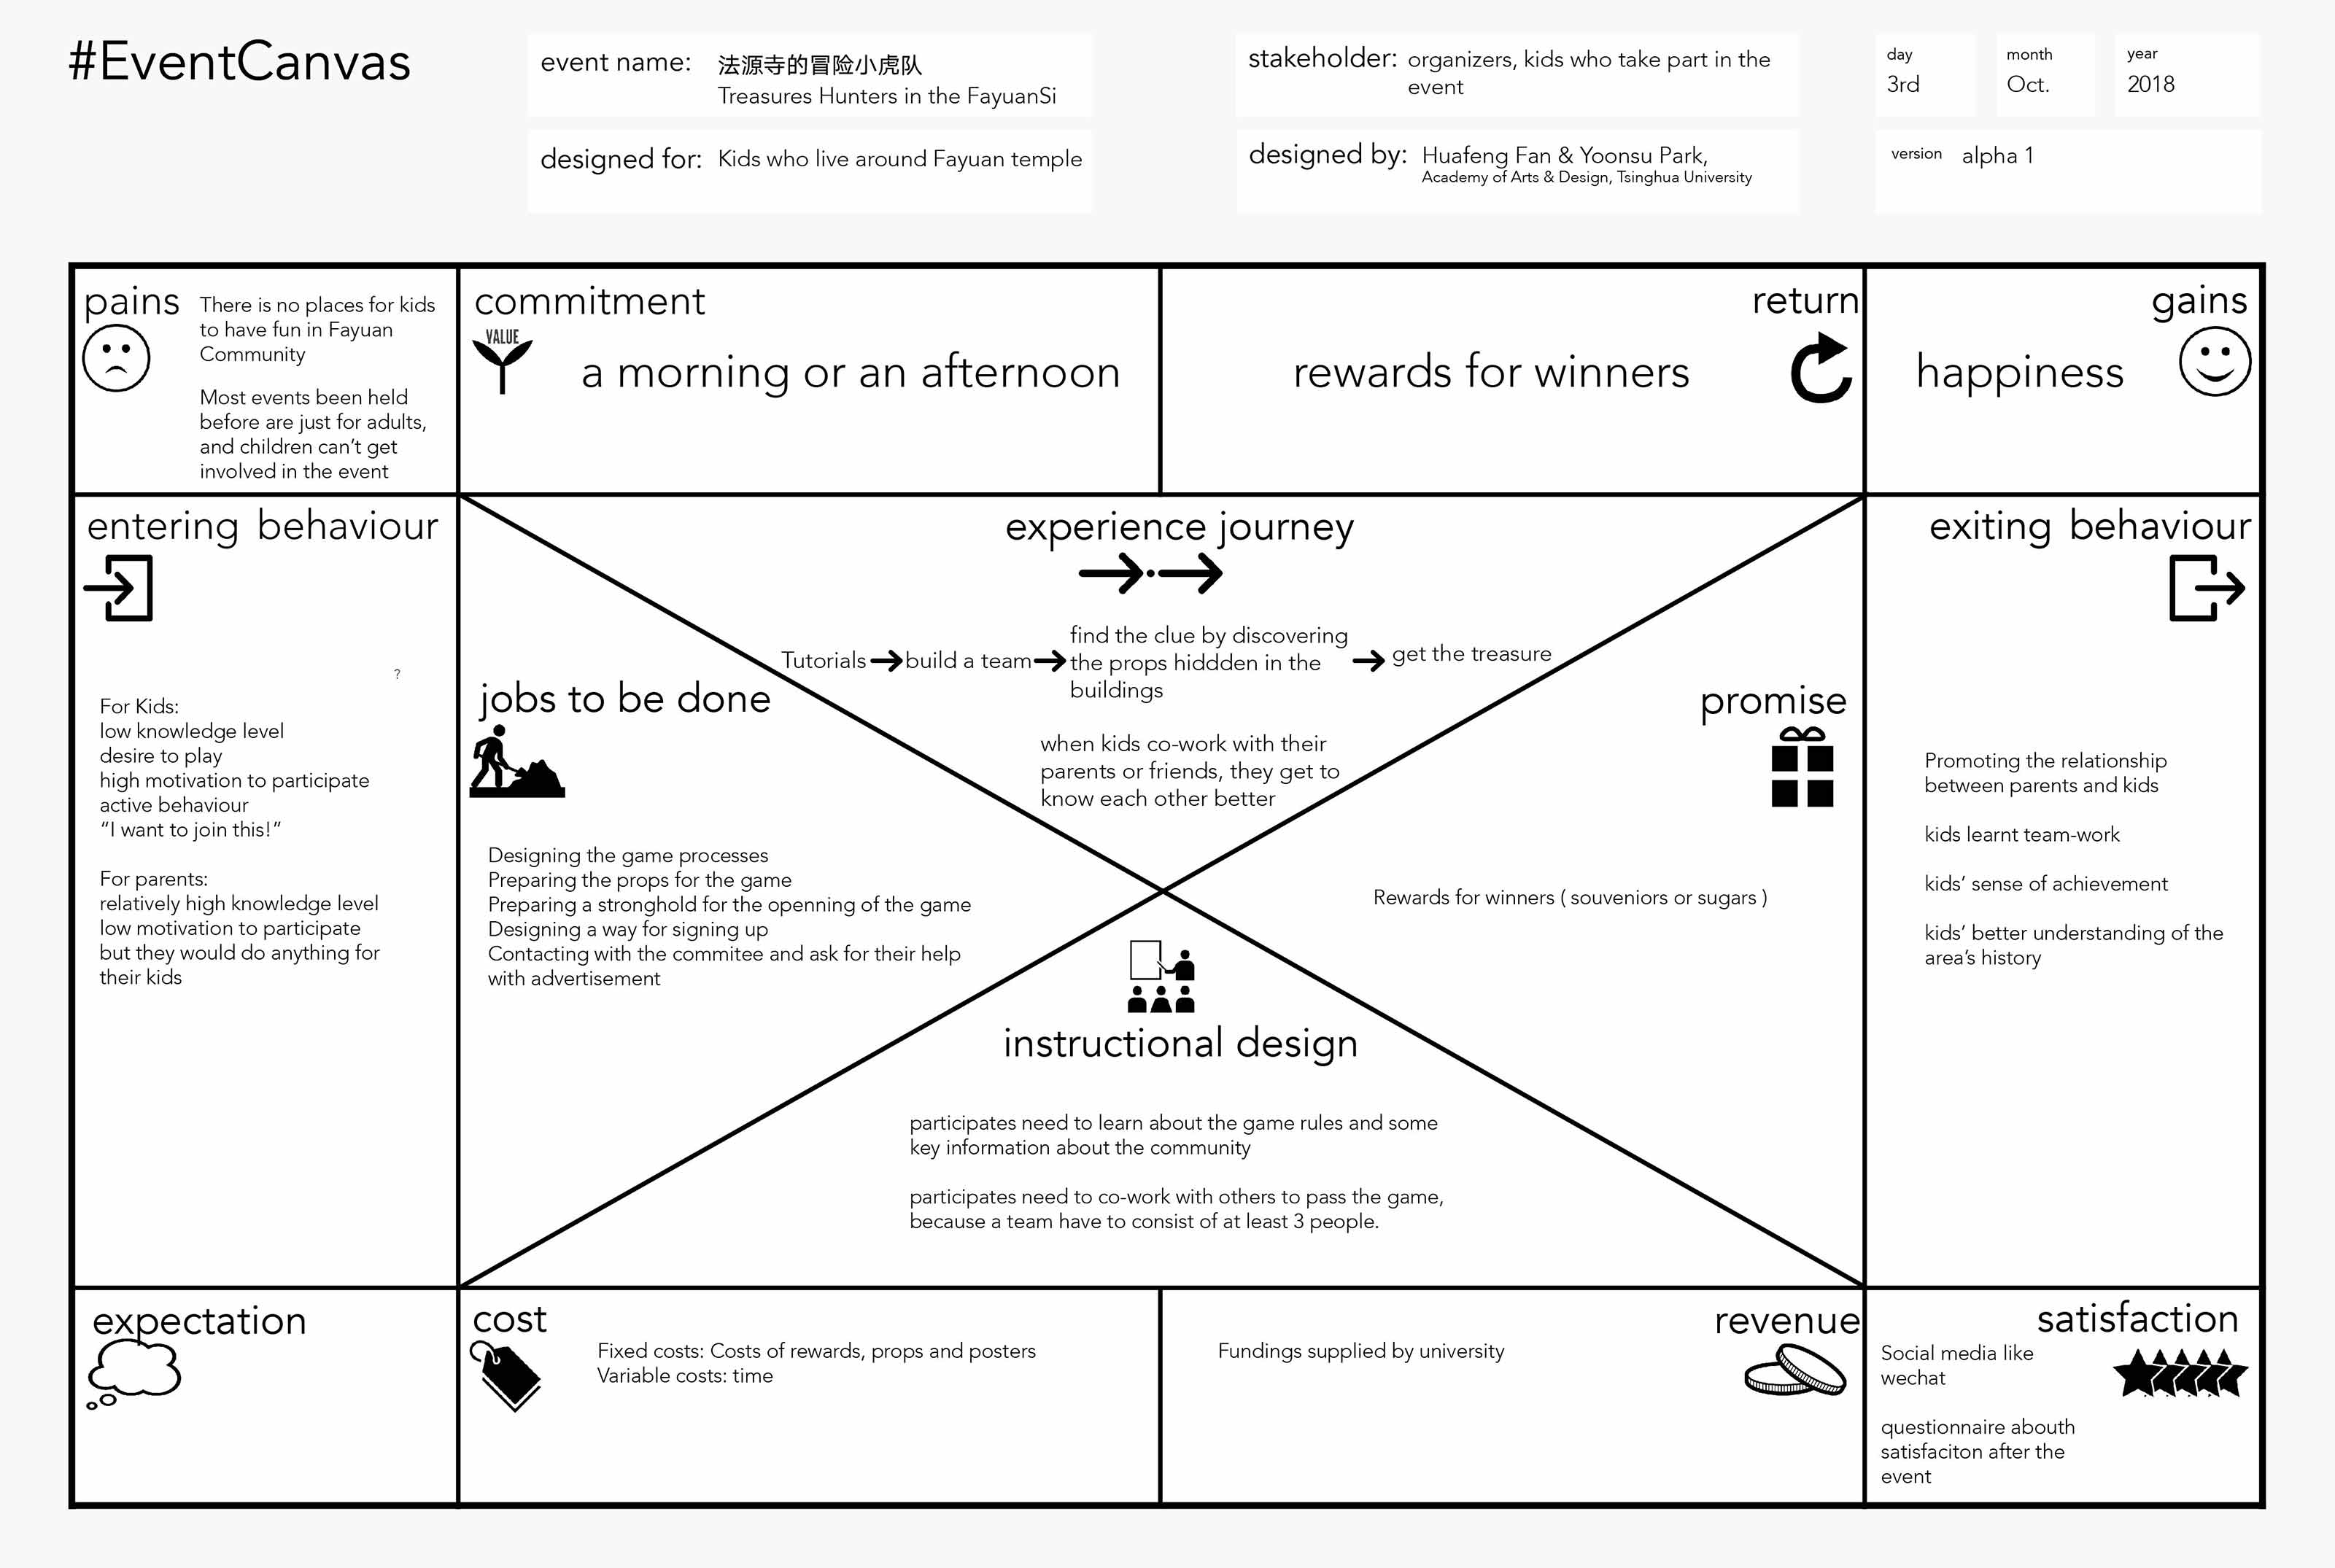 #EventCanvas
event name: 法源寺的冒险小虎队
Treasures Hunters in the FayuanSi
designed for: Kids who live around Fayuan temple
stakeholder: organizers, kids who take part in the
event
designed by: Huafeng Fan & Yoonsu Park,
Academy of Arts & Design, Tsinghua University
day
3rd
month
Oct.
year
2018
version alpha 1
pains
There is no places for kids
to have fun in Fayuan
Community
Most events been held
before are just for adults,
and children can't get
involved in the event
commitment
VALUE
a morning or an afternoon
return
rewards for winners
gains
happiness
entering behaviour
?
For Kids:
low knowledge level
desire to play
high motivation to participate
active behaviour
"I want to join this!"
For parents:
relatively high knowledge level
low motivation to participate
but they would do anything for
their kids
jobs to be done
Designing the game processes
Preparing the props for the game
Preparing a stronghold for the openning of the game
Designing a way for signing up
Contacting with the commitee and ask for their help
with advertisement
experience journey
Tutorials
build a team
find the clue by discovering
the props hiddden in the
buildings
get the treasure
when kids co-work with their
parents or friends, they get to
know each other better
promise
Rewards for winners ( souveniors or sugars )
instructional design
participates need to learn about the game rules and some
key information about the community
participates need to co-work with others to pass the game,
because a team have to consist of at least 3 people.
exiting behaviour
Promoting the relationship
between parents and kids
kids learnt team-work
kids' sense of achievement
kids' better understanding of the
area's history
expectation
cost
Fixed costs: Costs of rewards, props and posters
Variable costs: time
revenue
Fundings supplied by university
satisfaction
Social media like
wechat
questionnaire abouth
satisfaciton after the
event